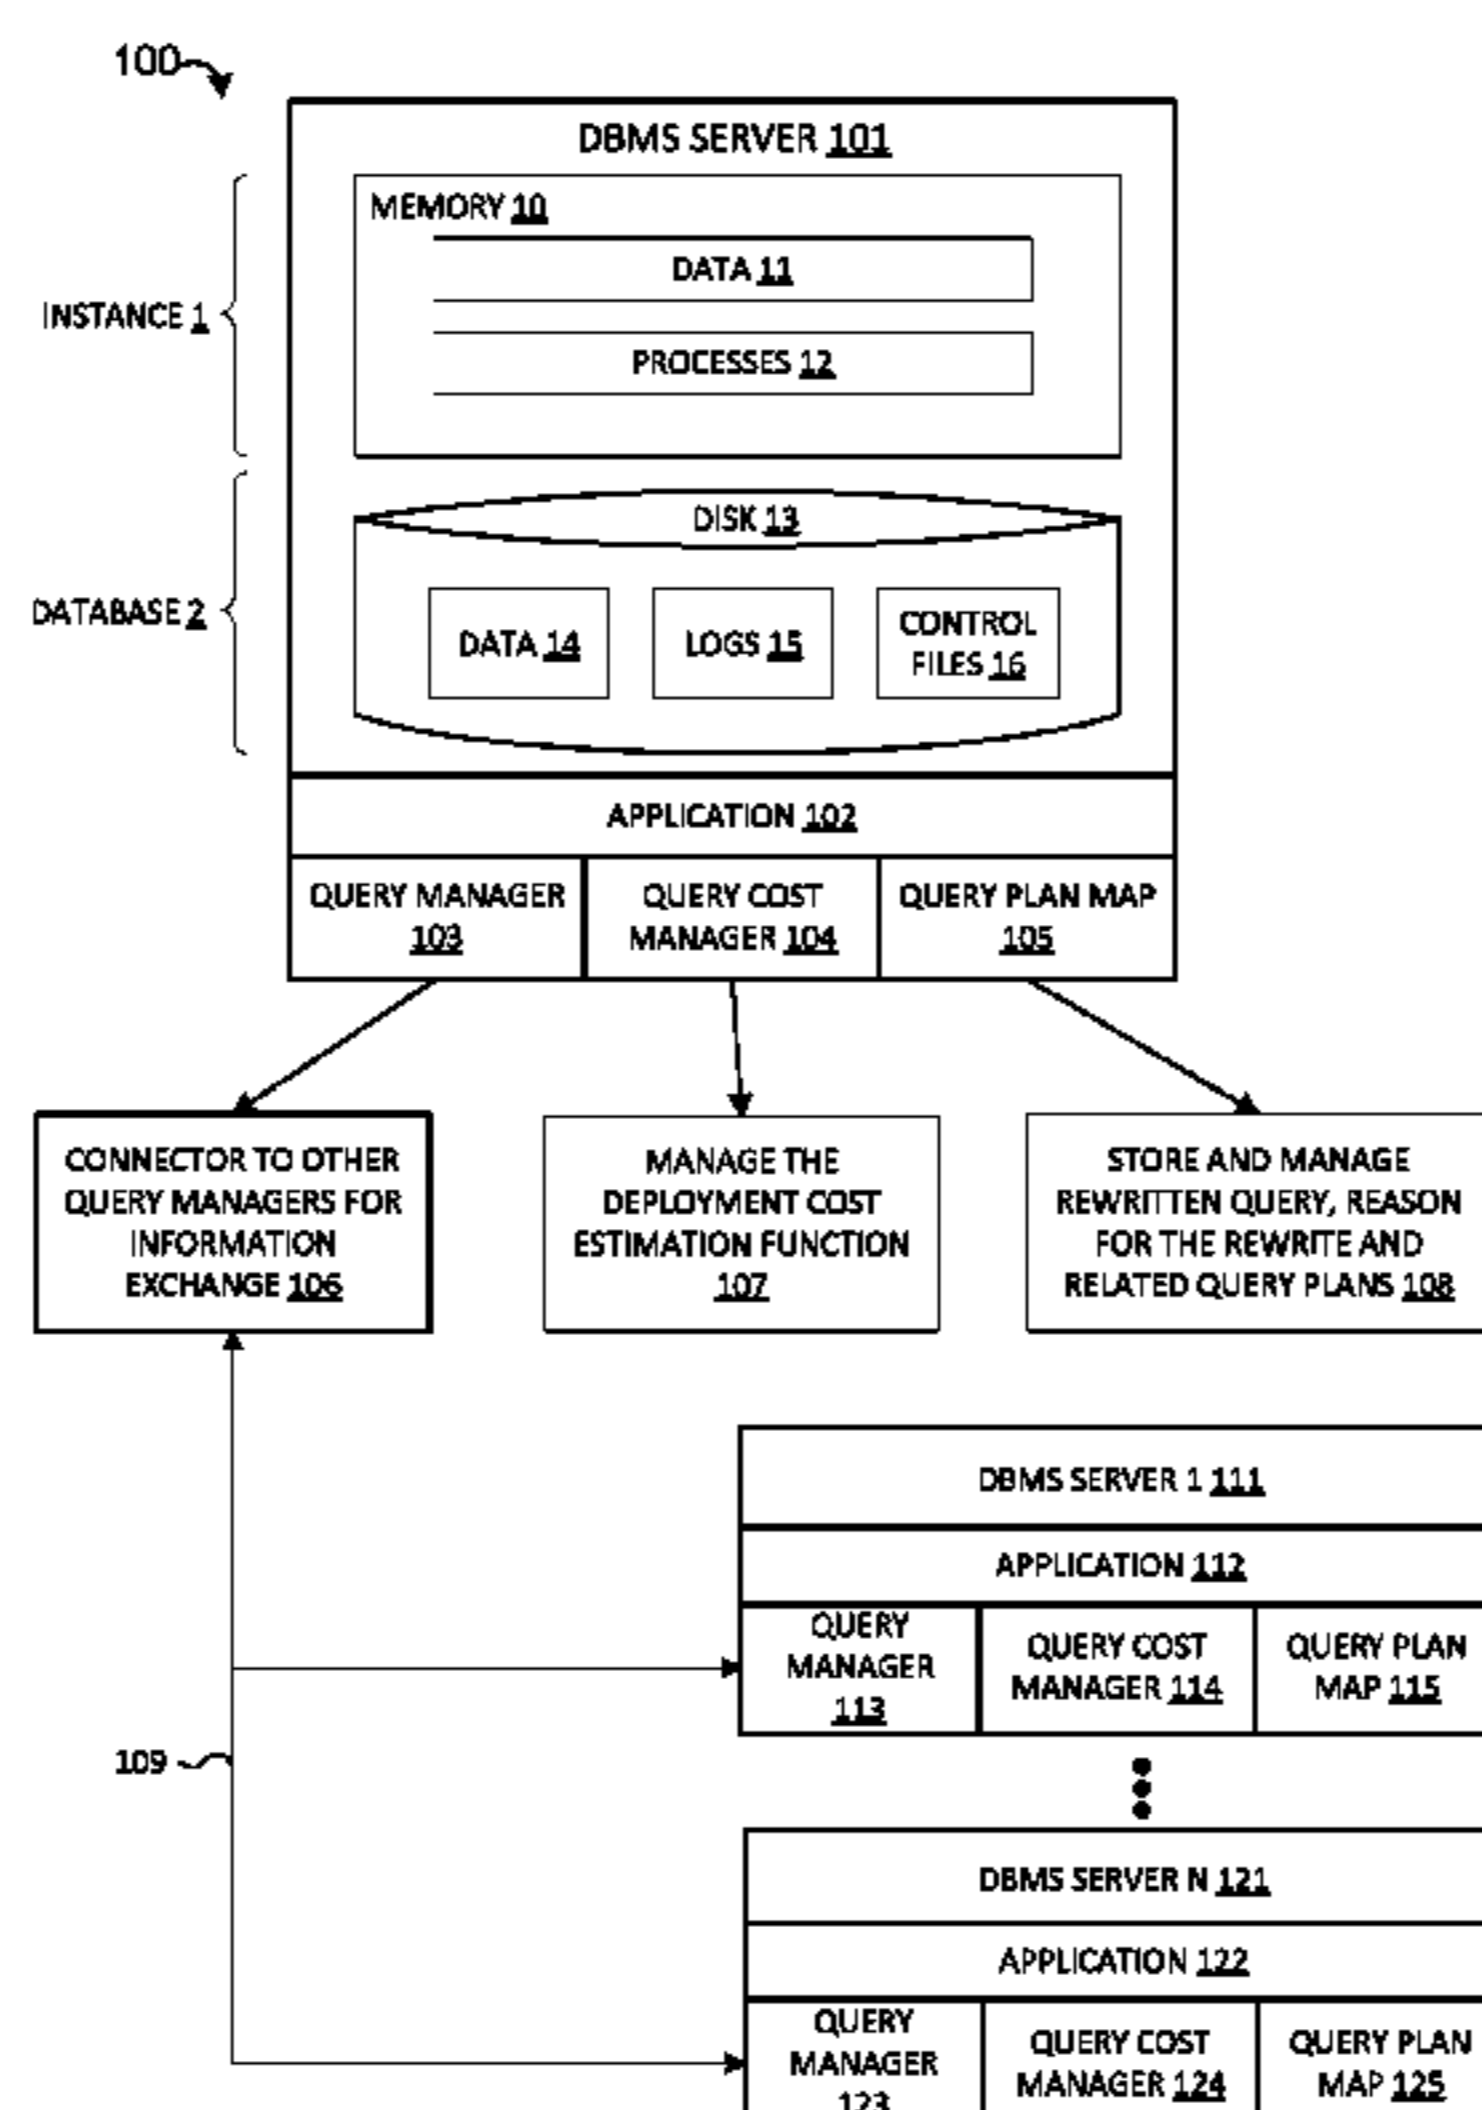 100
DBMS SERVER 101
MEMORY 10
DATA 11
INSTANCE 1
PROCESSES 12
DISK 13
DATABASE 2
DATA 14
LOGS 15
CONTROL
FILES 16
APPLICATION 102
QUERY MANAGER
103
QUERY COST
MANAGER 104
QUERY PLAN MAP
105
CONNECTOR TO OTHER
QUERY MANAGERS FOR
INFORMATION
EXCHANGE 106
MANAGE THE
DEPLOYMENT COST
ESTIMATION FUNCTION
107
STORE AND MANAGE
REWRITTEN QUERY, REASON
FOR THE REWRITE AND
RELATED QUERY PLANS 108
DBMS SERVER 1 111
APPLICATION 112
QUERY
MANAGER
113
QUERY COST
MANAGER 114
QUERY PLAN
MAP 115
109
DBMS SERVER N 121
APPLICATION 122
QUERY
MANAGER
123
QUERY COST
MANAGER 124
QUERY PLAN
MAP 125